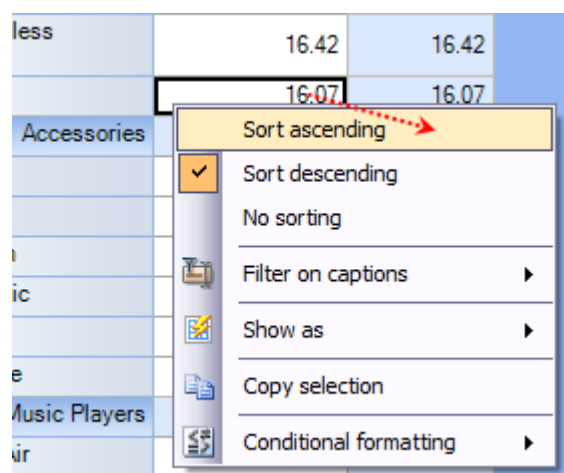 less
16.42 16.42
16.07 16.07
Accessories
Sort ascending
Sort descending
No sorting
Filter on captions
ic
Show as
e
Copy selection
Music Players
Conditional formatting